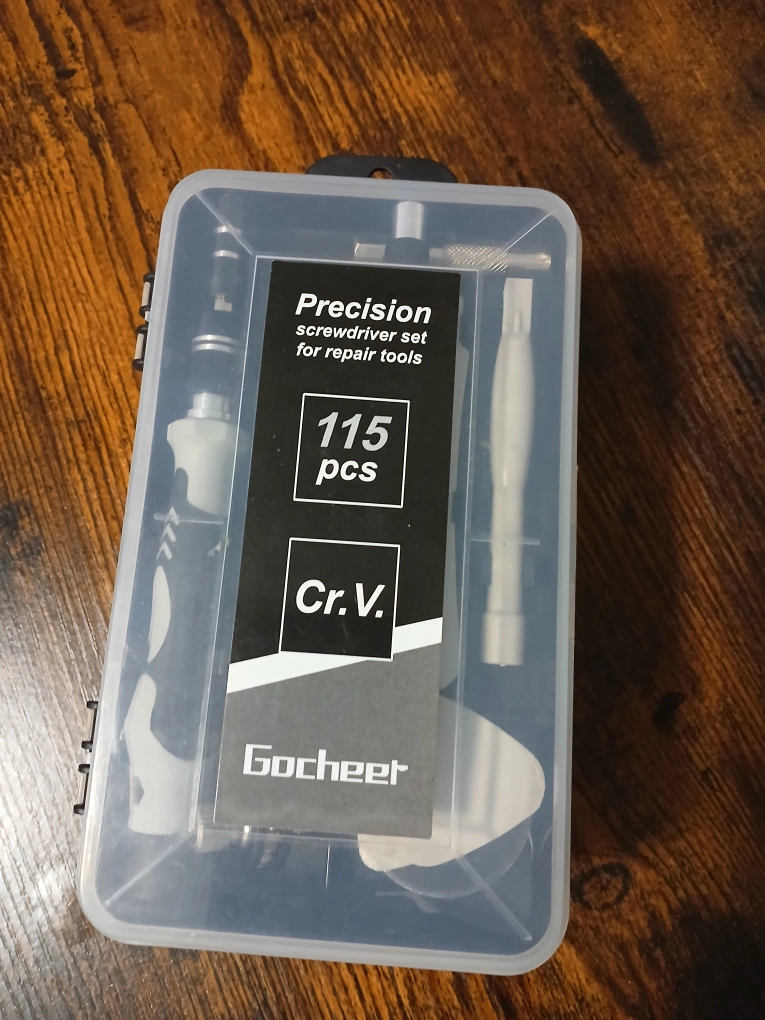 Precision
screwdriver set
for repair tools
115
pcs
Cr.V.
Gocheer